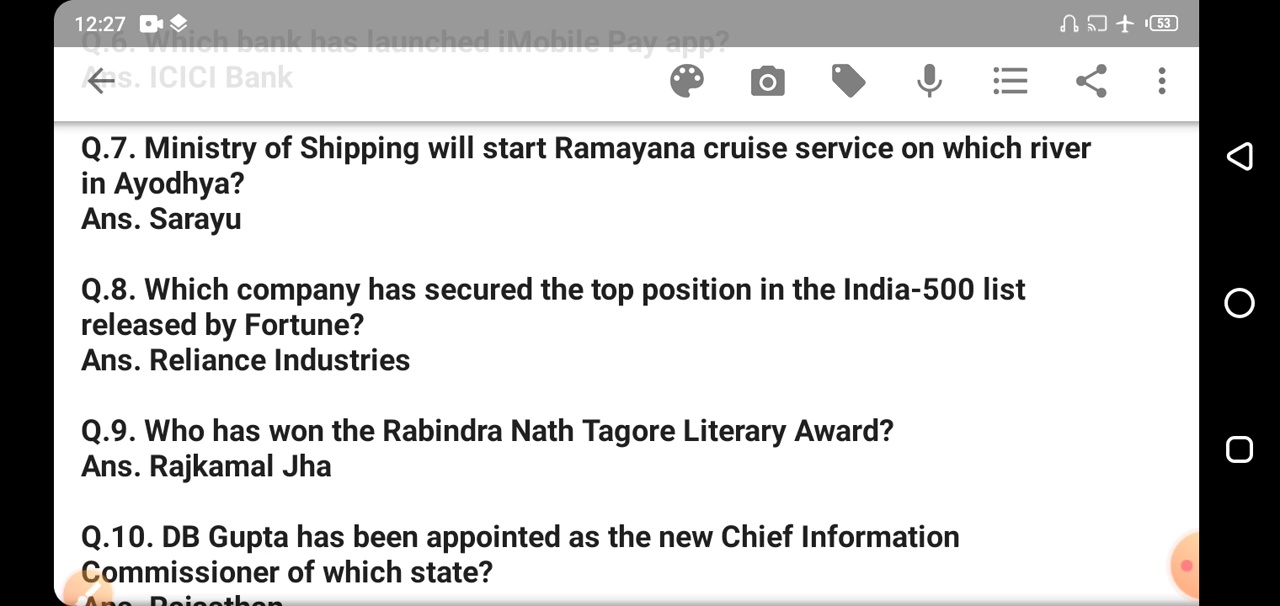 12:27
53
Q.6. Which bank has launched iMobile Pay app?
Ans. ICICI Bank
Q.7. Ministry of Shipping will start Ramayana cruise service on which river
in Ayodhya?
Ans. Sarayu
Q.8. Which company has secured the top position in the India-500 list
released by Fortune?
Ans. Reliance Industries
Q.9. Who has won the Rabindra Nath Tagore Literary Award?
Ans. Rajkamal Jha
Q.10. DB Gupta has been appointed as the new Chief Information
Commissioner of which state?
Ans. Rajasthan